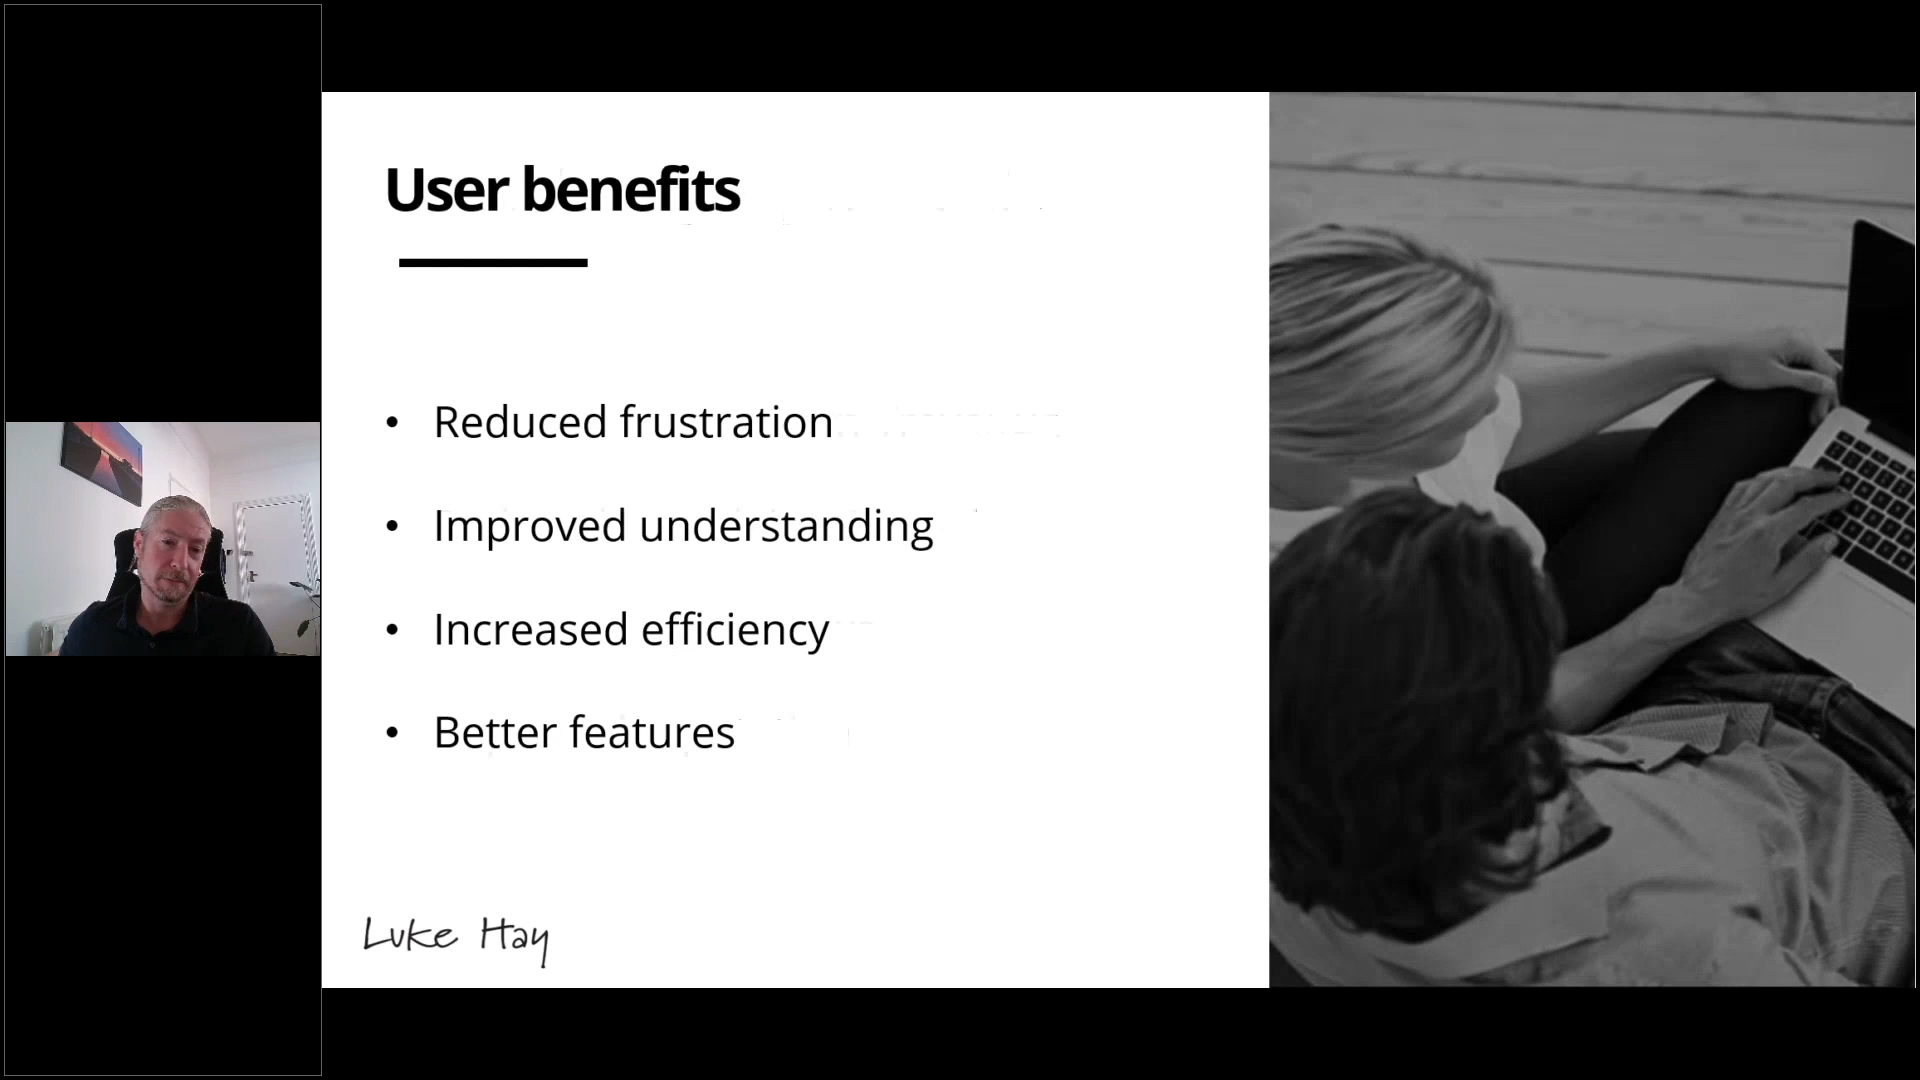 User benefits
• Reduced frustration
• Improved understanding
• Increased efficiency
• Better features
Luke Hay